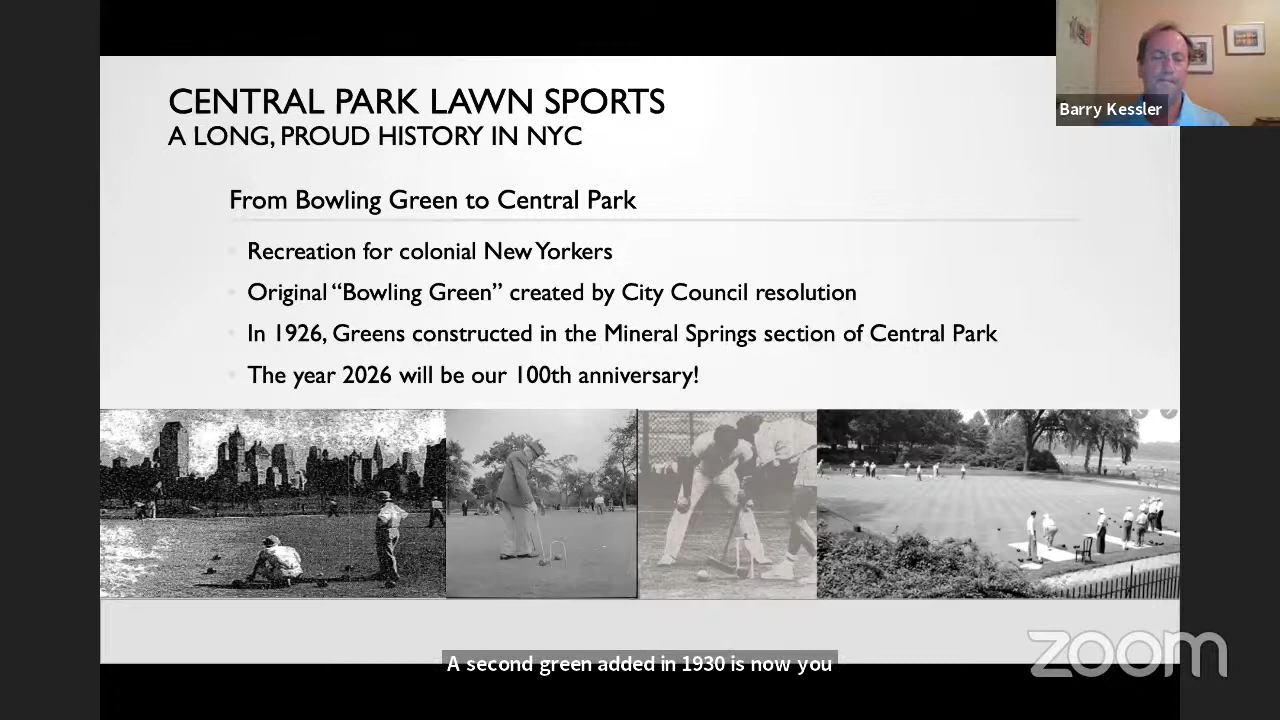 CENTRAL PARK LAWN SPORTS
A LONG, PROUD HISTORY IN NYC
Barry Kessler
From Bowling Green to Central Park
Recreation for colonial New Yorkers
Original “Bowling Green” created by City Council resolution
In 1926, Greens constructed in the Mineral Springs section of Central Park
The year 2026 will be our 100th anniversary!
zoom
A second green added in 1930 is now you